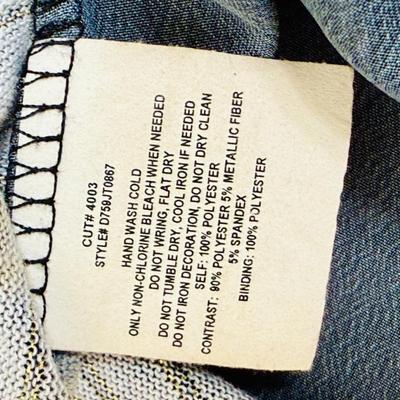 CUT# 4003
STYLE# D759JT0867
HAND WASH COLD
ONLY NON-CHLORINE BLEACH WHEN NEEDED
DO NOT WRING, FLAT DRY
DO NOT TUMBLE DRY, COOL IRON IF NEEDED
DO NOT IRON DECORATION, DO NOT DRY CLEAN
SELF: 100% POLYESTER
CONTRAST: 90% POLYESTER 5% METALLIC FIBER
5% SPANDEX
BINDING: 100% POLYESTER